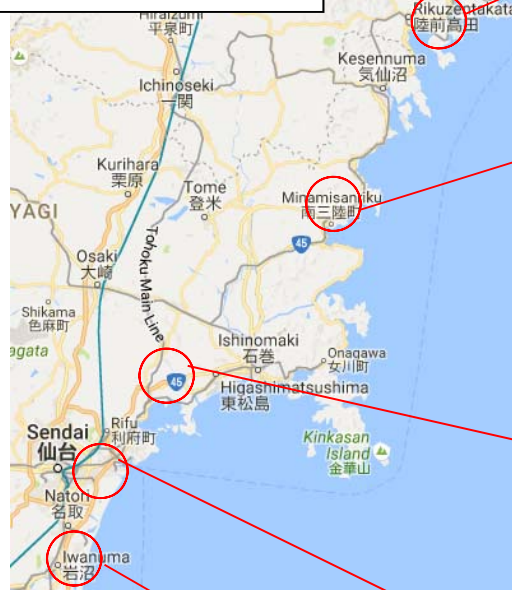 Hiraizumi
平泉町
Rikuzentakata
陸前高田
Kesennuma
気仙沼
Ichinoseki
一関
Kurihara
栗原
Tome
登米
Minamisanriku
南三陸町
YAGI
45
Osaki
大崎
Tohoku Main Line
Shikama
色麻町
agata
Ishinomaki
石巻
Onagawa
女川町
45
Higashimatsushima
東松島
Rifu
利府町
Sendai
仙台
Kinkasan
Island
金華山
Natori
名取
Iwanuma
岩沼